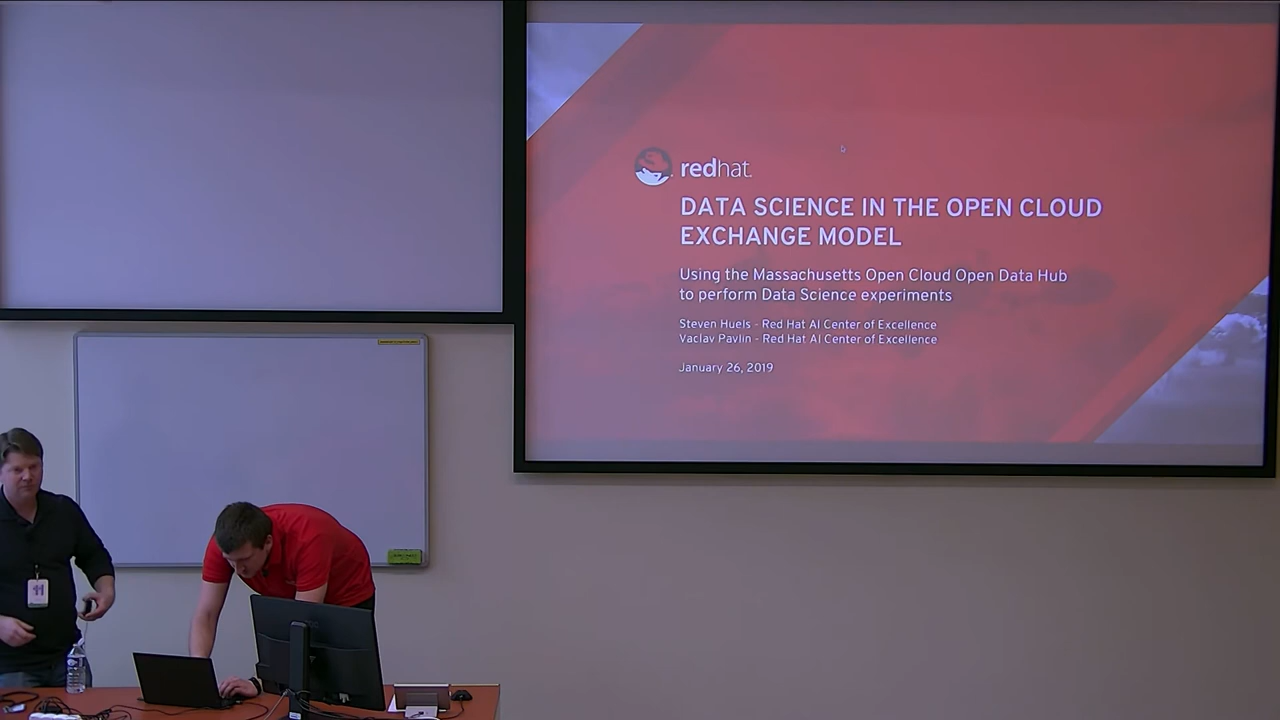 redhat.
DATA SCIENCE IN THE OPEN CLOUD
EXCHANGE MODEL
Using the Massachusetts Open Cloud Open Data Hub
to perform Data Science experiments
Steven Huels - Red Hat AI Center of Excellence
Vaclav Pavlin - Red Hat AI Center of Excellence
January 26, 2019